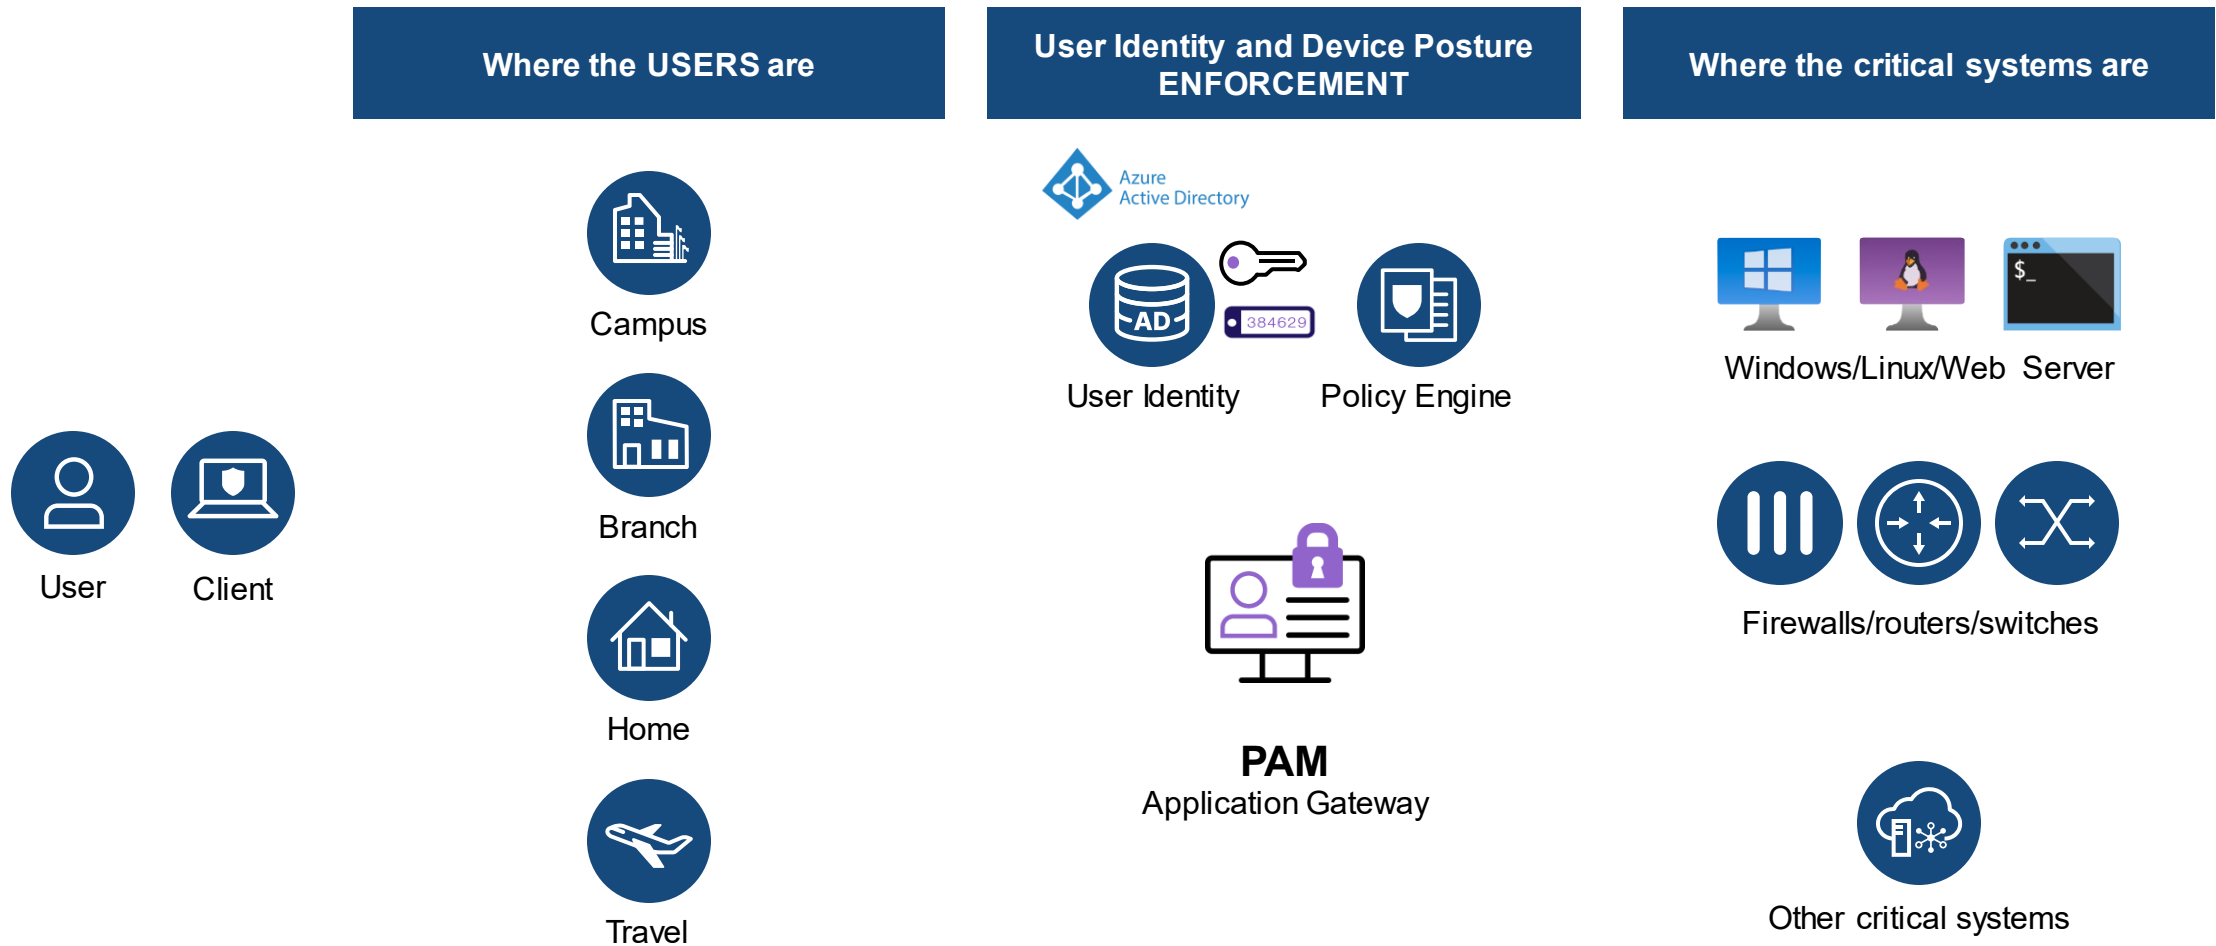 Where the USERS are
User Identity and Device Posture
ENFORCEMENT
Where the critical systems are
User
Client
Campus
Branch
Home
Travel
Azure
Active Directory
AD
384629
User Identity
Policy Engine
PAM
Application Gateway
$_
Windows/Linux/Web Server
Firewalls/routers/switches
Other critical systems